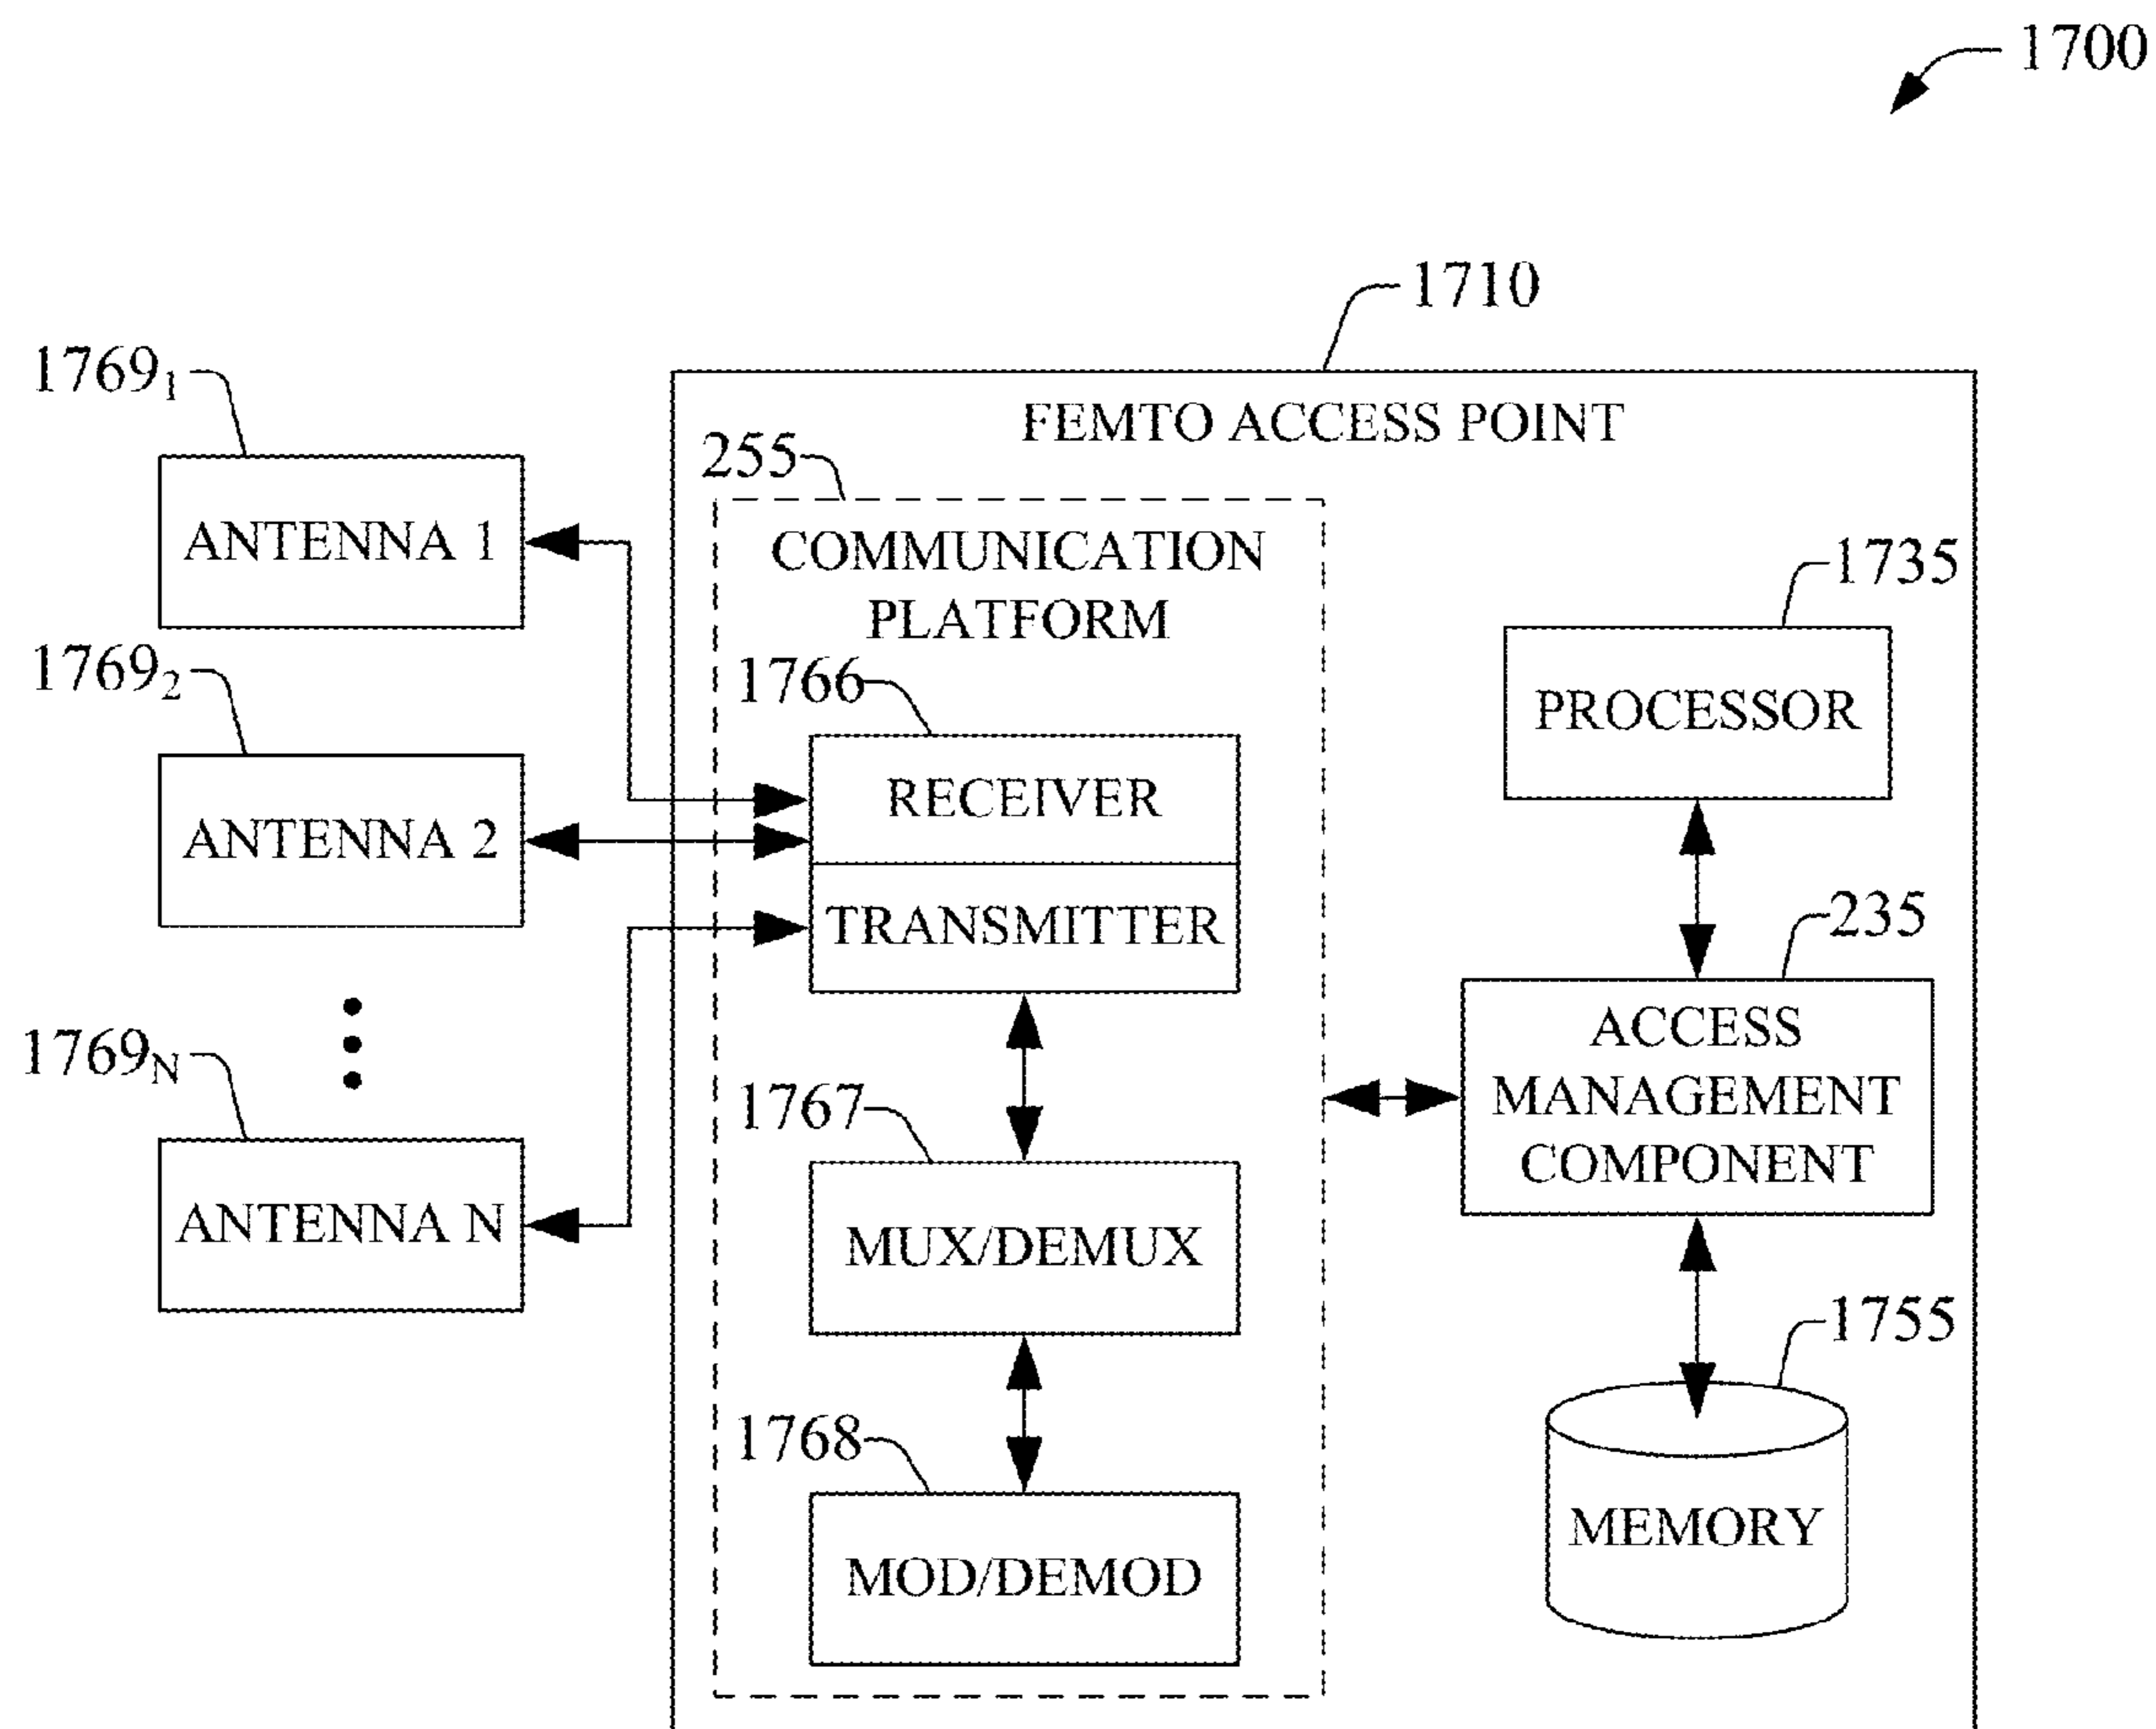 1700
1710
1769₁
FEMTO ACCESS POINT
255
ANTENNA 1
COMMUNICATION
PLATFORM
1735
1769₂
1766
PROCESSOR
RECEIVER
ANTENNA 2
TRANSMITTER
235
ACCESS
MANAGEMENT
COMPONENT
1769N
1767
ANTENNA N
MUX/DEMUX
1755
1768
MEMORY
MOD/DEMOD